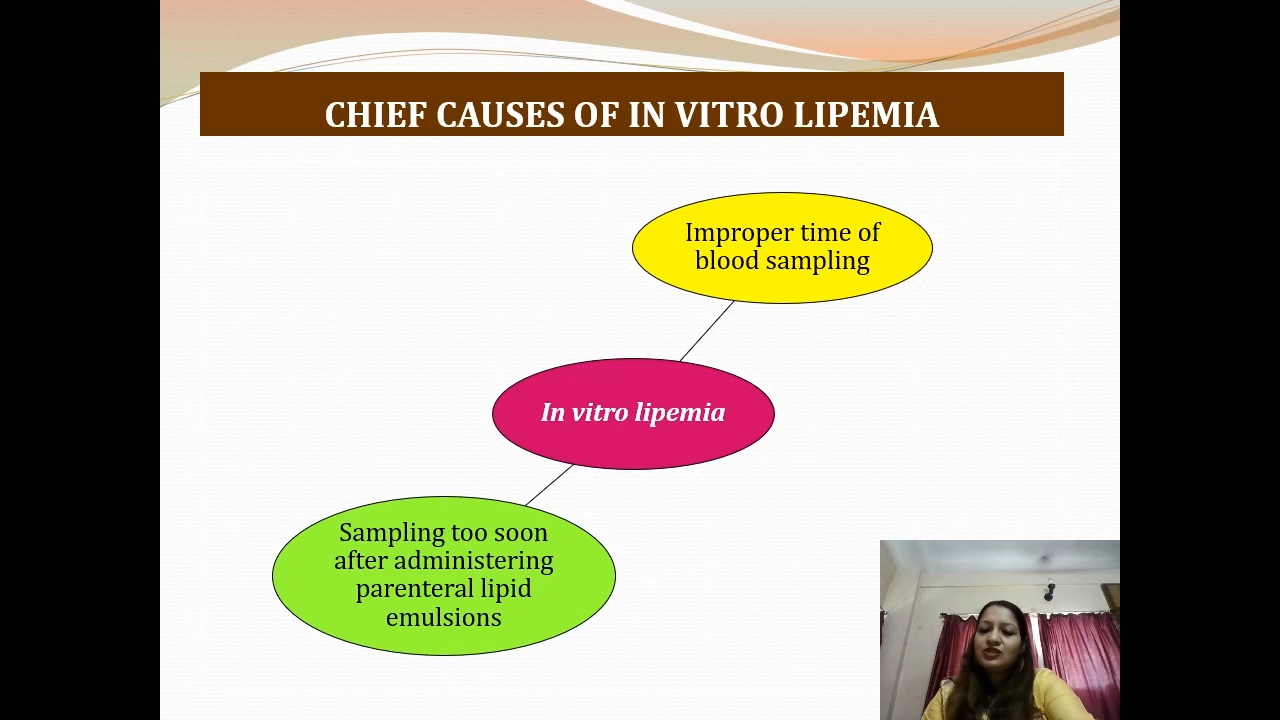 CHIEF CAUSES OF IN VITRO LIPEMIA
Improper time of
blood sampling
In vitro lipemia
Sampling too soon
after administering
parenteral lipid
emulsions